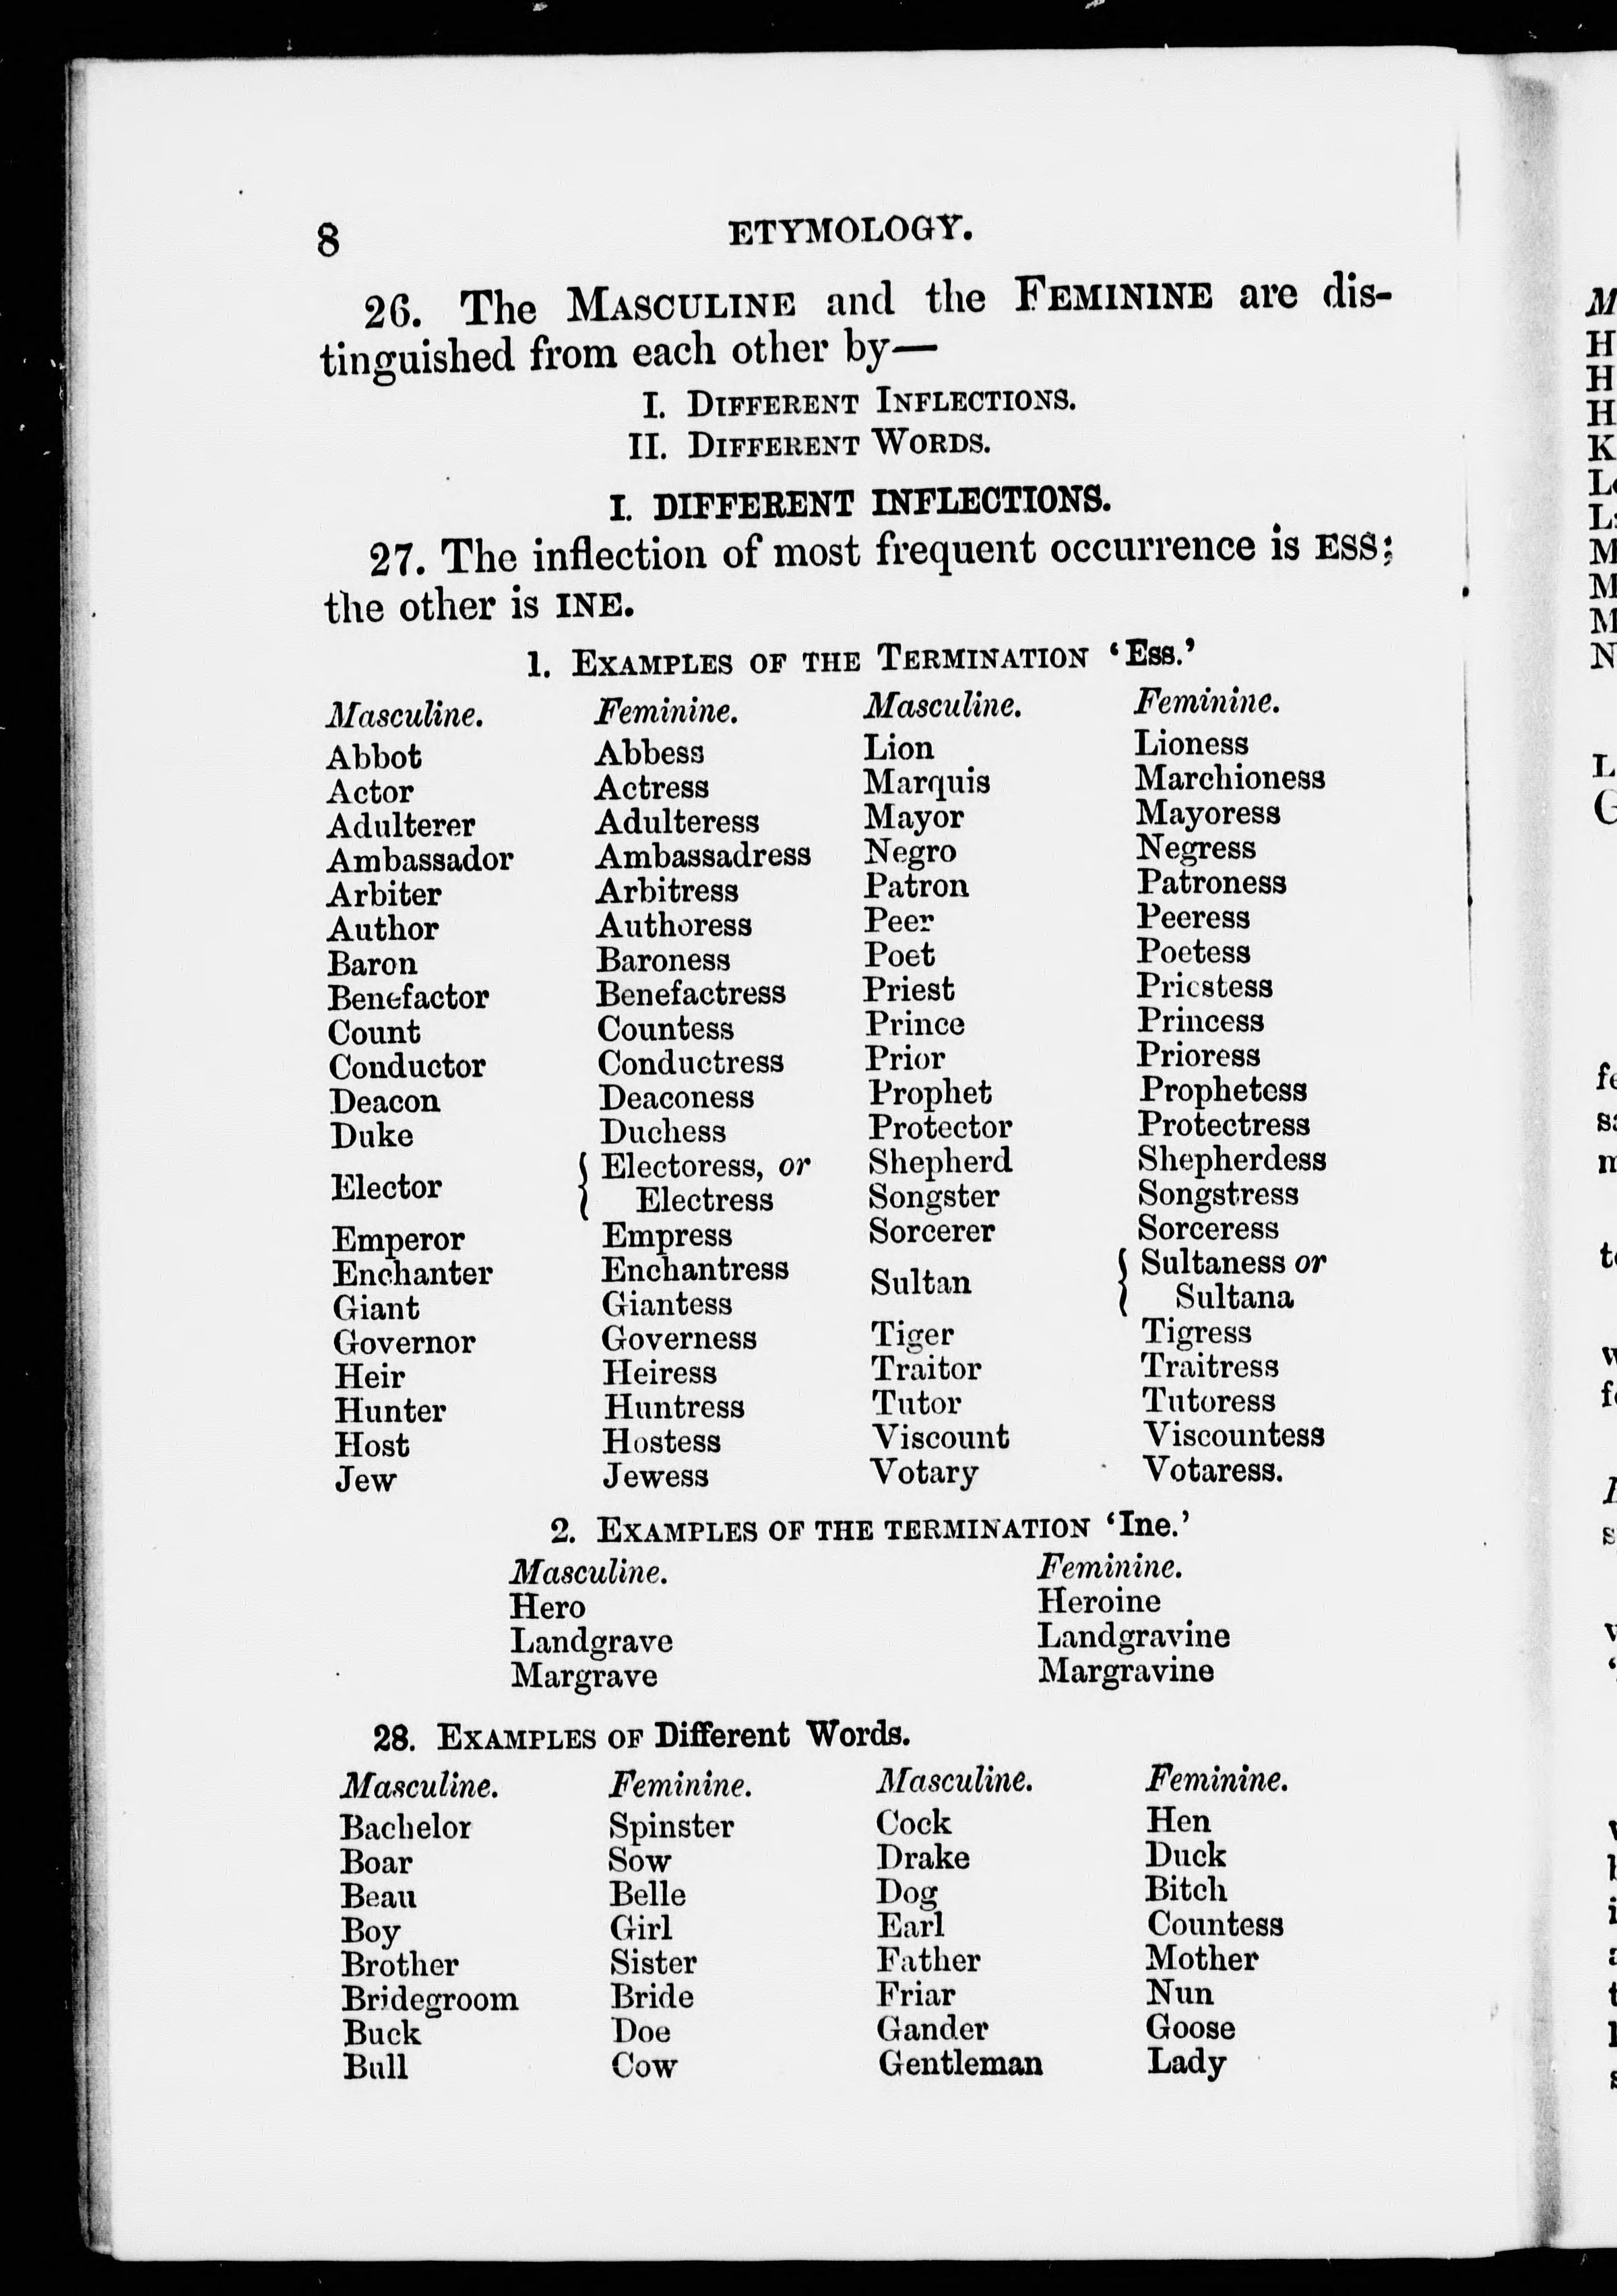 8 ETYMOLOGY.
26. The MASCULINE and the FEMININE are dis-
tinguished from each other by—
I. DIFFERENT INFLECTIONS.
II. DIFFERENT WORDS.
I. DIFFERENT INFLECTIONS.
27. The inflection of most frequent occurrence is ESS;
the other is INE.
1. EXAMPLES OF THE TERMINATION ‘Ess.’
Masculine. Feminine. Masculine. Feminine.
Abbot Abbess Lion Lioness
Actor Actress Marquis Marchioness
Adulterer Adulteress Mayor Mayoress
Ambassador Ambassadress Negro Negress
Arbiter Arbitress Patron Patroness
Author Authoress Peer Peeress
Baron Baroness Poet Poetess
Benefactor Benefactress Priest Priestess
Count Countess Prince Princess
Conductor Conductress Prior Prioress
Deacon Deaconess Prophet Prophetess
Duke Duchess Protector Protectress
Elector { Electoress, or Shepherd Shepherdess
Electress Songster Songstress
Emperor Empress Sorcerer Sorceress
Enchanter Enchantress Sultan { Sultaness or
Giant Giantess Sultana
Governor Governess Tiger Tigress
Heir Heiress Traitor Traitress
Hunter Huntress Tutor Tutoress
Host Hostess Viscount Viscountess
Jew Jewess Votary Votaress.
2. EXAMPLES OF THE TERMINATION ‘Ine.’
Masculine. Feminine.
Hero Heroine
Landgrave Landgravine
Margrave Margravine
28. EXAMPLES OF Different Words.
Masculine. Feminine. Masculine. Feminine.
Bachelor Spinster Cock Hen
Boar Sow Drake Duck
Beau Belle Dog Bitch
Boy Girl Earl Countess
Brother Sister Father Mother
Bridegroom Bride Friar Nun
Buck Doe Gander Goose
Bull Cow Gentleman Lady